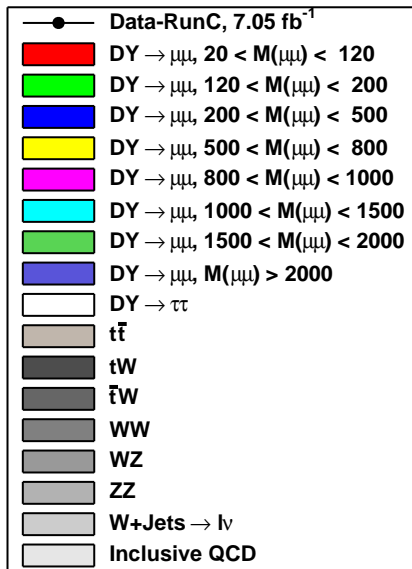 Data-RunC, 7.05 fb⁻¹
DY → μμ, 20 < M(μμ) < 120
DY → μμ, 120 < M(μμ) < 200
DY → μμ, 200 < M(μμ) < 500
DY → μμ, 500 < M(μμ) < 800
DY → μμ, 800 < M(μμ) < 1000
DY → μμ, 1000 < M(μμ) < 1500
DY → μμ, 1500 < M(μμ) < 2000
DY → μμ, M(μμ) > 2000
DY → ττ
tt̄
tW
t̄W
WW
WZ
ZZ
W+Jets → lν
Inclusive QCD